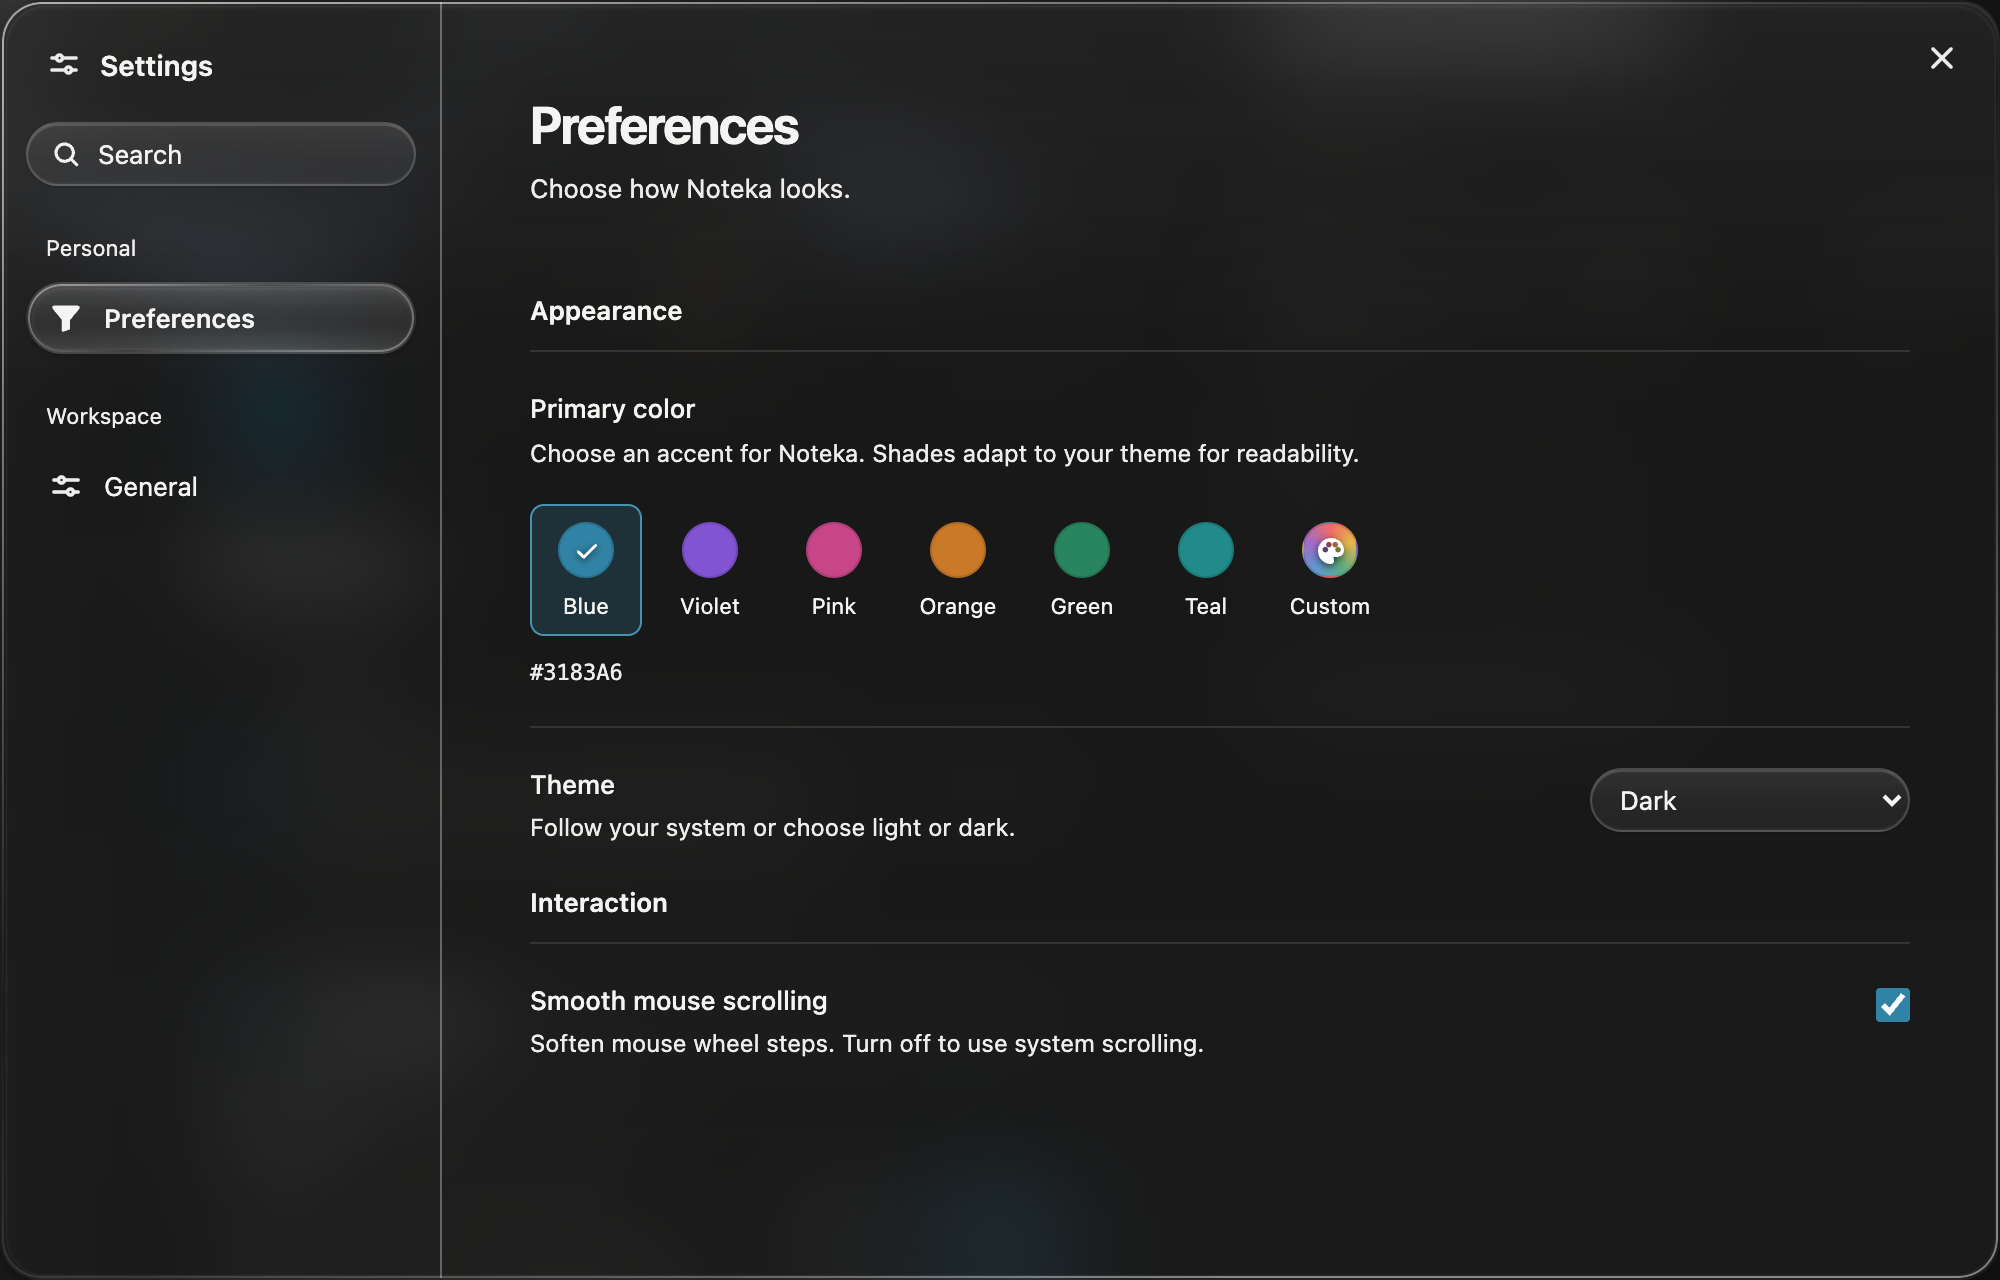 Settings
Search
Personal
Preferences
Workspace
General
Preferences
Choose how Noteka looks.
Appearance
Primary color
Choose an accent for Noteka. Shades adapt to your theme for readability.
Blue
Violet
Pink
Orange
Green
Teal
Custom
#3183A6
Theme
Follow your system or choose light or dark.
Dark
Interaction
Smooth mouse scrolling
Soften mouse wheel steps. Turn off to use system scrolling.